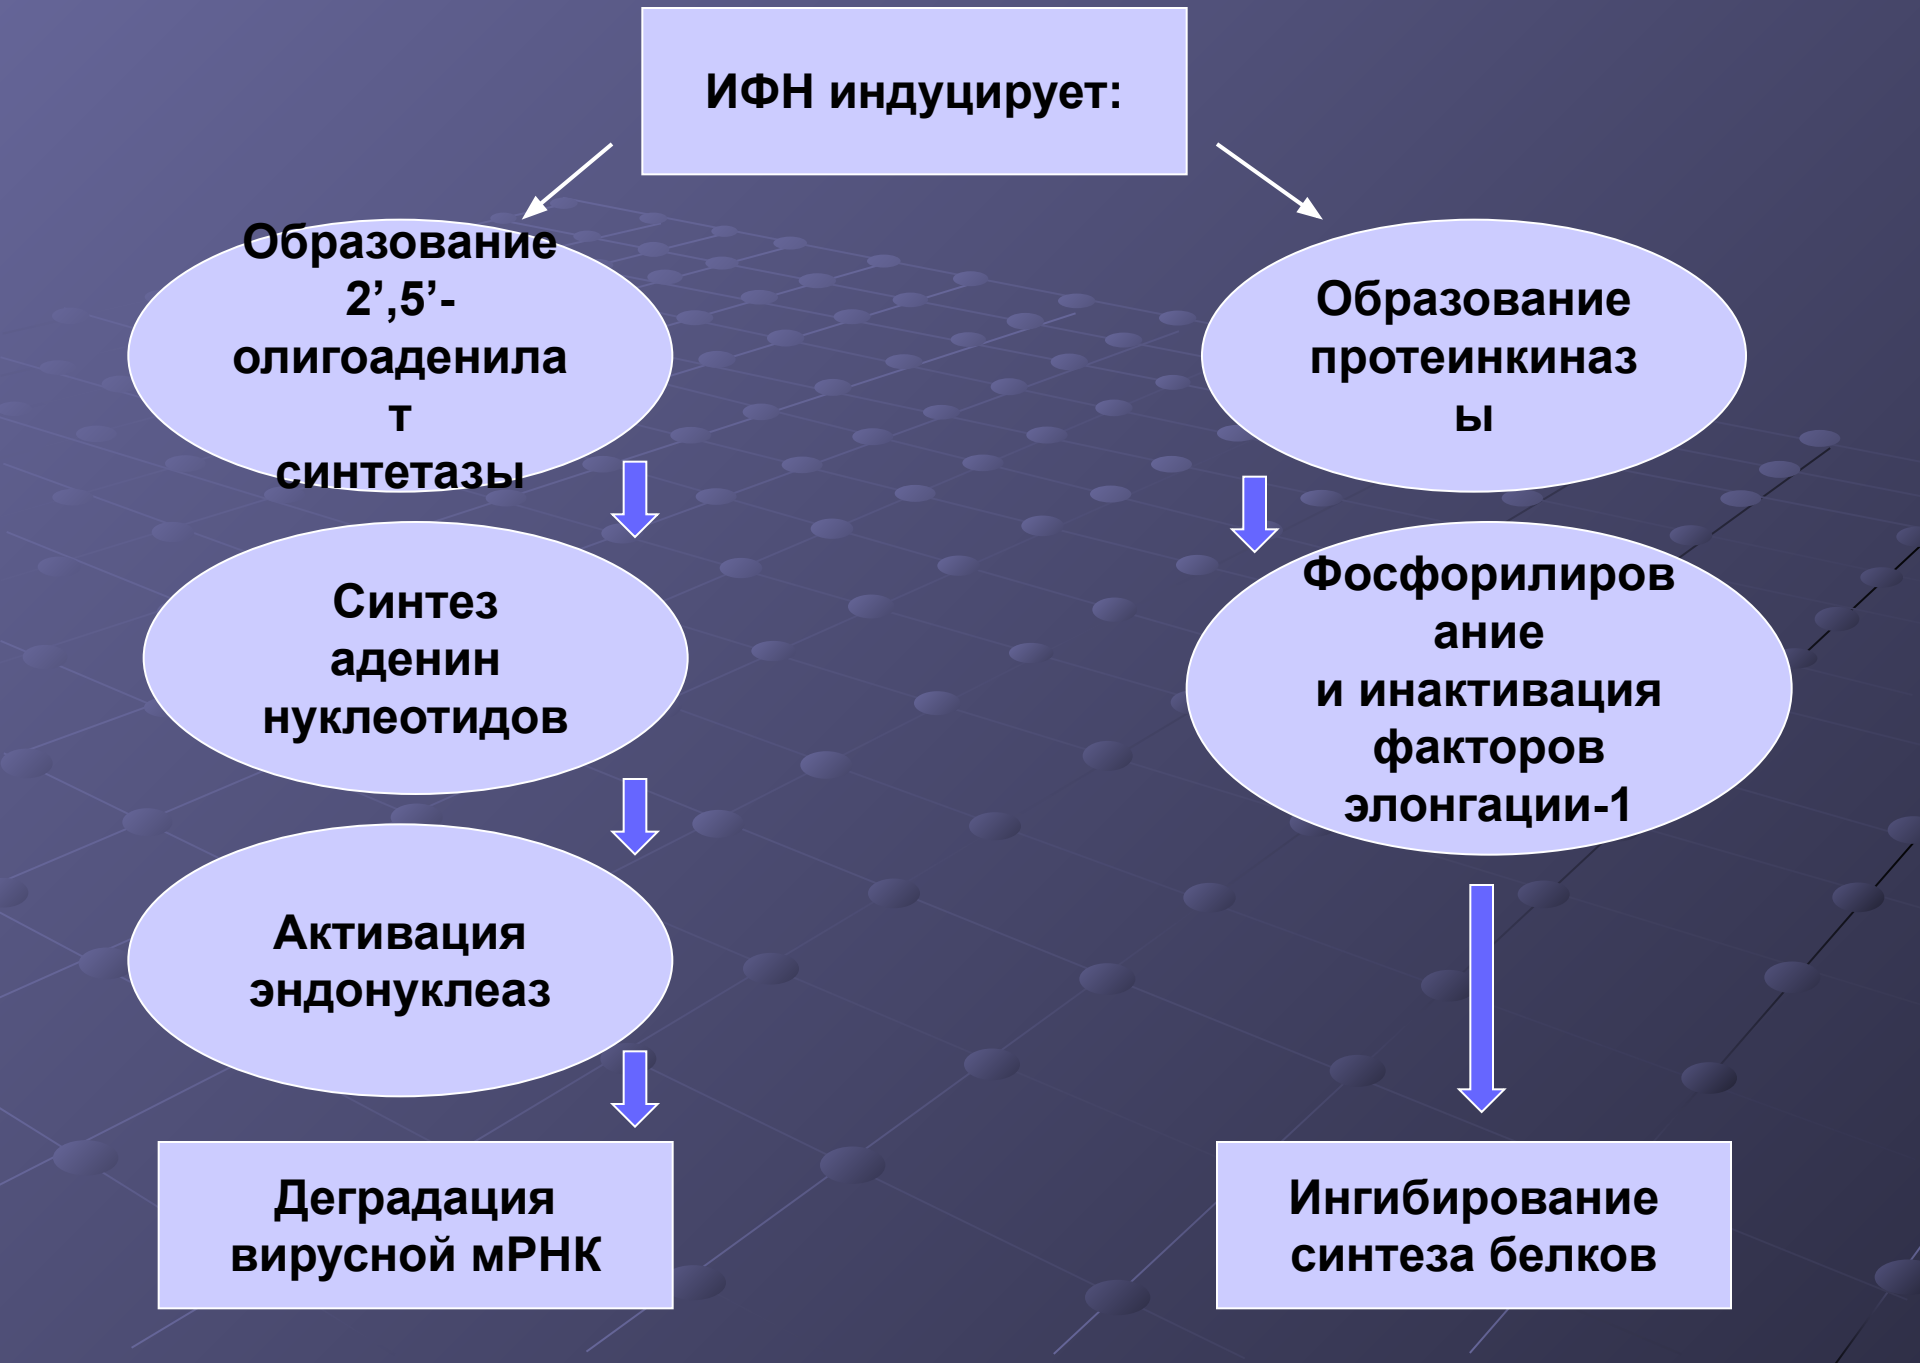 ИФН индуцирует:
Образование
2’,5’-
олигоаденила
т
синтетазы
Синтез
аденин
нуклеотидов
Активация
эндонуклеаз
Деградация
вирусной мРНК
Образование
протеинкиназ
ы
Фосфорилиров
ание
и инактивация
факторов
элонгации-1
Ингибирование
синтеза белков